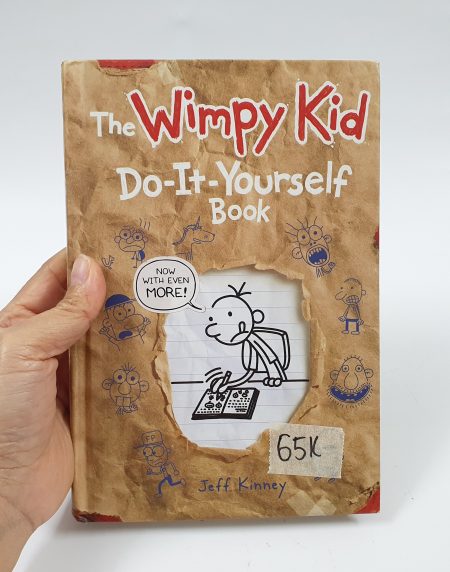 The Wimpy Kid
Do-It-Yourself
Book
NOW
WITH EVEN
MORE!
65K
Jeff Kinney